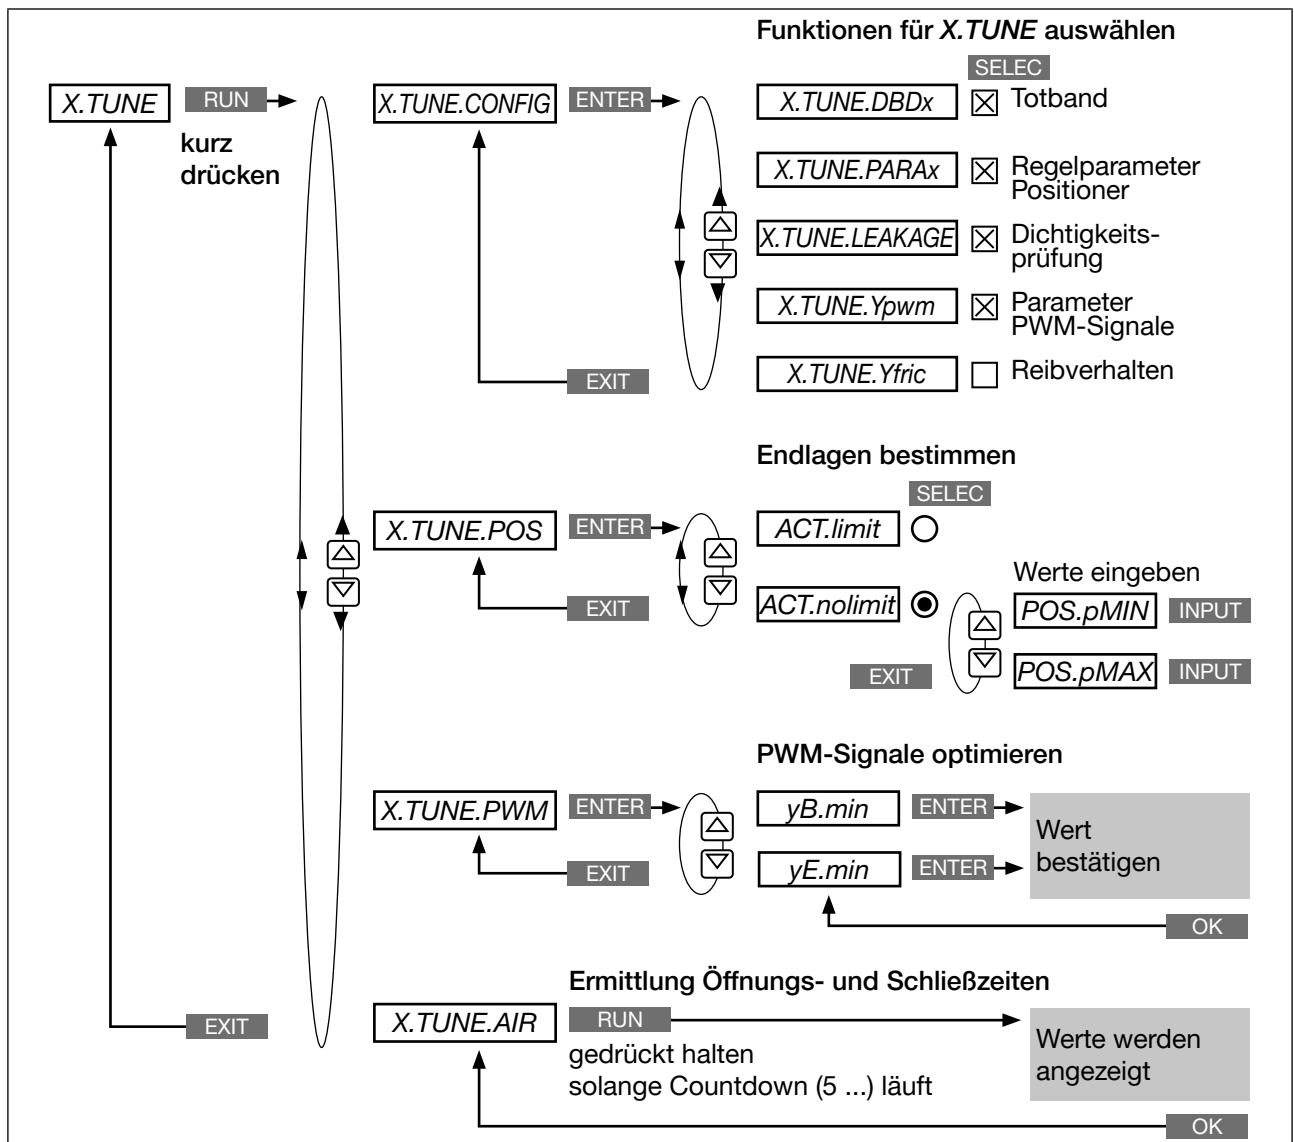 Funktionen für X.TUNE auswählen
SELEC
X.TUNE RUN
kurz
drücken
X.TUNE.CONFIG ENTER
X.TUNE.DBDx Totband
X.TUNE.PARAx Regelparameter
Positioner
X.TUNE.LEAKAGE Dichtigkeits-
prüfung
X.TUNE.Ypwm Parameter
PWM-Signale
X.TUNE.Yfric Reibverhalten
EXIT
Endlagen bestimmen
SELEC
X.TUNE.POS ENTER
ACT.limit
EXIT
ACT.nolimit
Werte eingeben
POS.pMIN INPUT
EXIT
POS.pMAX INPUT
PWM-Signale optimieren
X.TUNE.PWM ENTER
yB.min ENTER
EXIT
yE.min ENTER
Wert
bestätigen
OK
Ermittlung Öffnungs- und Schließzeiten
EXIT
X.TUNE.AIR RUN
gedrückt halten
solange Countdown (5 ...) läuft
Werte werden
angezeigt
OK